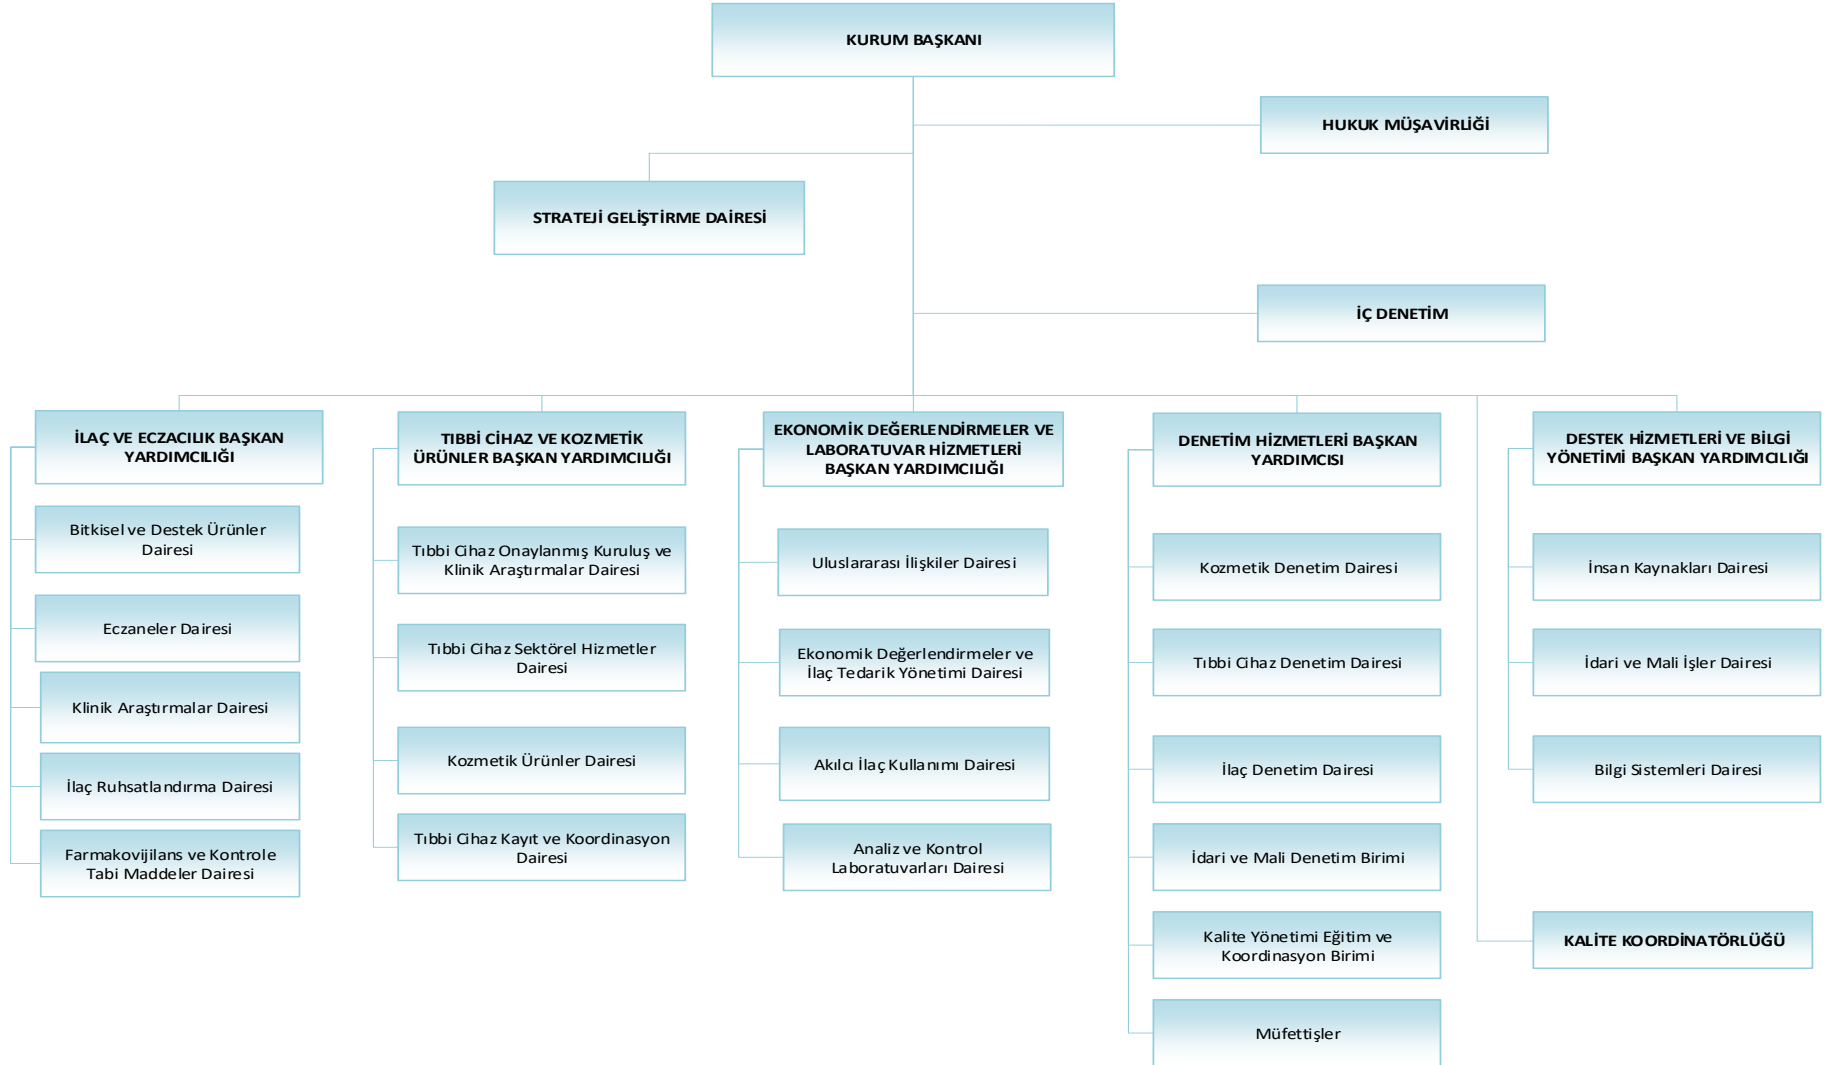 KURUM BAŞKANI
HUKUK MÜŞAVİRLİĞİ
STRATEJİ GELİŞTİRME DAİRESİ
İÇ DENETİM
İLAÇ VE ECZACILIK BAŞKAN
YARDIMCILIĞI
Bitkisel ve Destek Ürünler
Dairesi
Eczaneler Dairesi
Klinik Araştırmalar Dairesi
İlaç Ruhsatlandırma Dairesi
Farmakovijilans ve Kontrole
Tabi Maddeler Dairesi
TIBBİ CİHAZ VE KOZMETİK
ÜRÜNLER BAŞKAN YARDIMCILIĞI
Tıbbi Cihaz Onaylanmış Kuruluş ve
Klinik Araştırmalar Dairesi
Tıbbi Cihaz Sektörel Hizmetler
Dairesi
Kozmetik Ürünler Dairesi
Tıbbi Cihaz Kayıt ve Koordinasyon
Dairesi
EKONOMİK DEĞERLENDİRMELER VE
LABORATUVAR HİZMETLERİ
BAŞKAN YARDIMCILIĞI
Uluslararası İlişkiler Dairesi
Ekonomik Değerlendirmeler ve
İlaç Tedarik Yönetimi Dairesi
Akılcı İlaç Kullanımı Dairesi
Analiz ve Kontrol
Laboratuvarları Dairesi
DENETİM HİZMETLERİ BAŞKAN
YARDIMCISI
Kozmetik Denetim Dairesi
Tıbbi Cihaz Denetim Dairesi
İlaç Denetim Dairesi
İdari ve Mali Denetim Birimi
Kalite Yönetimi Eğitim ve
Koordinasyon Birimi
Müfettişler
DESTEK HİZMETLERİ VE BİLGİ
YÖNETİMİ BAŞKAN YARDIMCILIĞI
İnsan Kaynakları Dairesi
İdari ve Mali İşler Dairesi
Bilgi Sistemleri Dairesi
KALİTE KOORDİNATÖRLÜĞÜ